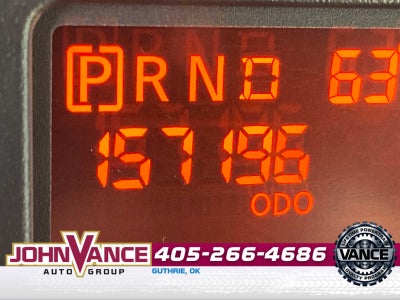 [P] R N D 63°
157196
ODO
JOHN VANCE
AUTO GROUP
405-266-4686
GUTHRIE, OK
VANCE